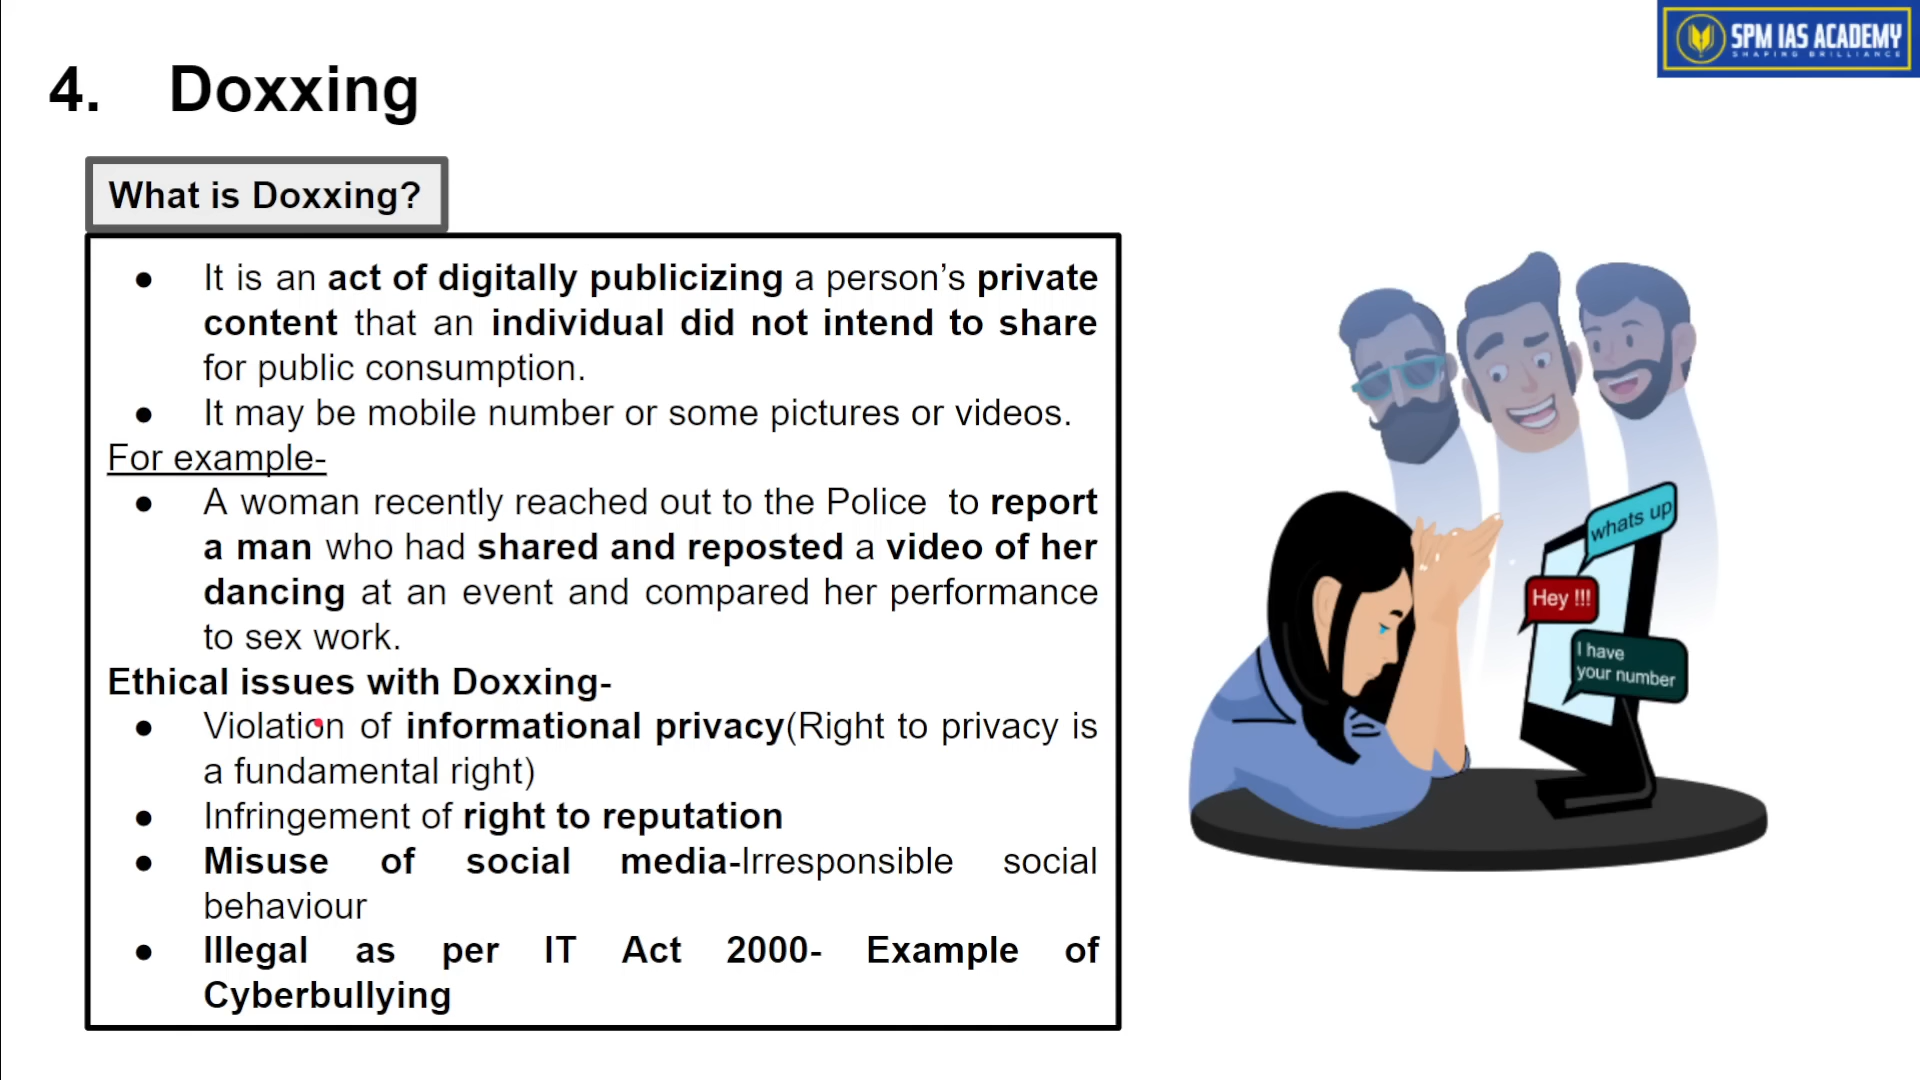 SPM IAS ACADEMY
SHAPING BRILLIANCE
4. Doxxing
What is Doxxing?
● It is an act of digitally publicizing a person’s private
content that an individual did not intend to share
for public consumption.
● It may be mobile number or some pictures or videos.
For example-
● A woman recently reached out to the Police to report
a man who had shared and reposted a video of her
dancing at an event and compared her performance
to sex work.
Ethical issues with Doxxing-
● Violation of informational privacy(Right to privacy is
a fundamental right)
● Infringement of right to reputation
● Misuse of social media-Irresponsible social
behaviour
● Illegal as per IT Act 2000- Example of
Cyberbullying
whats up
Hey !!!
I have
your number